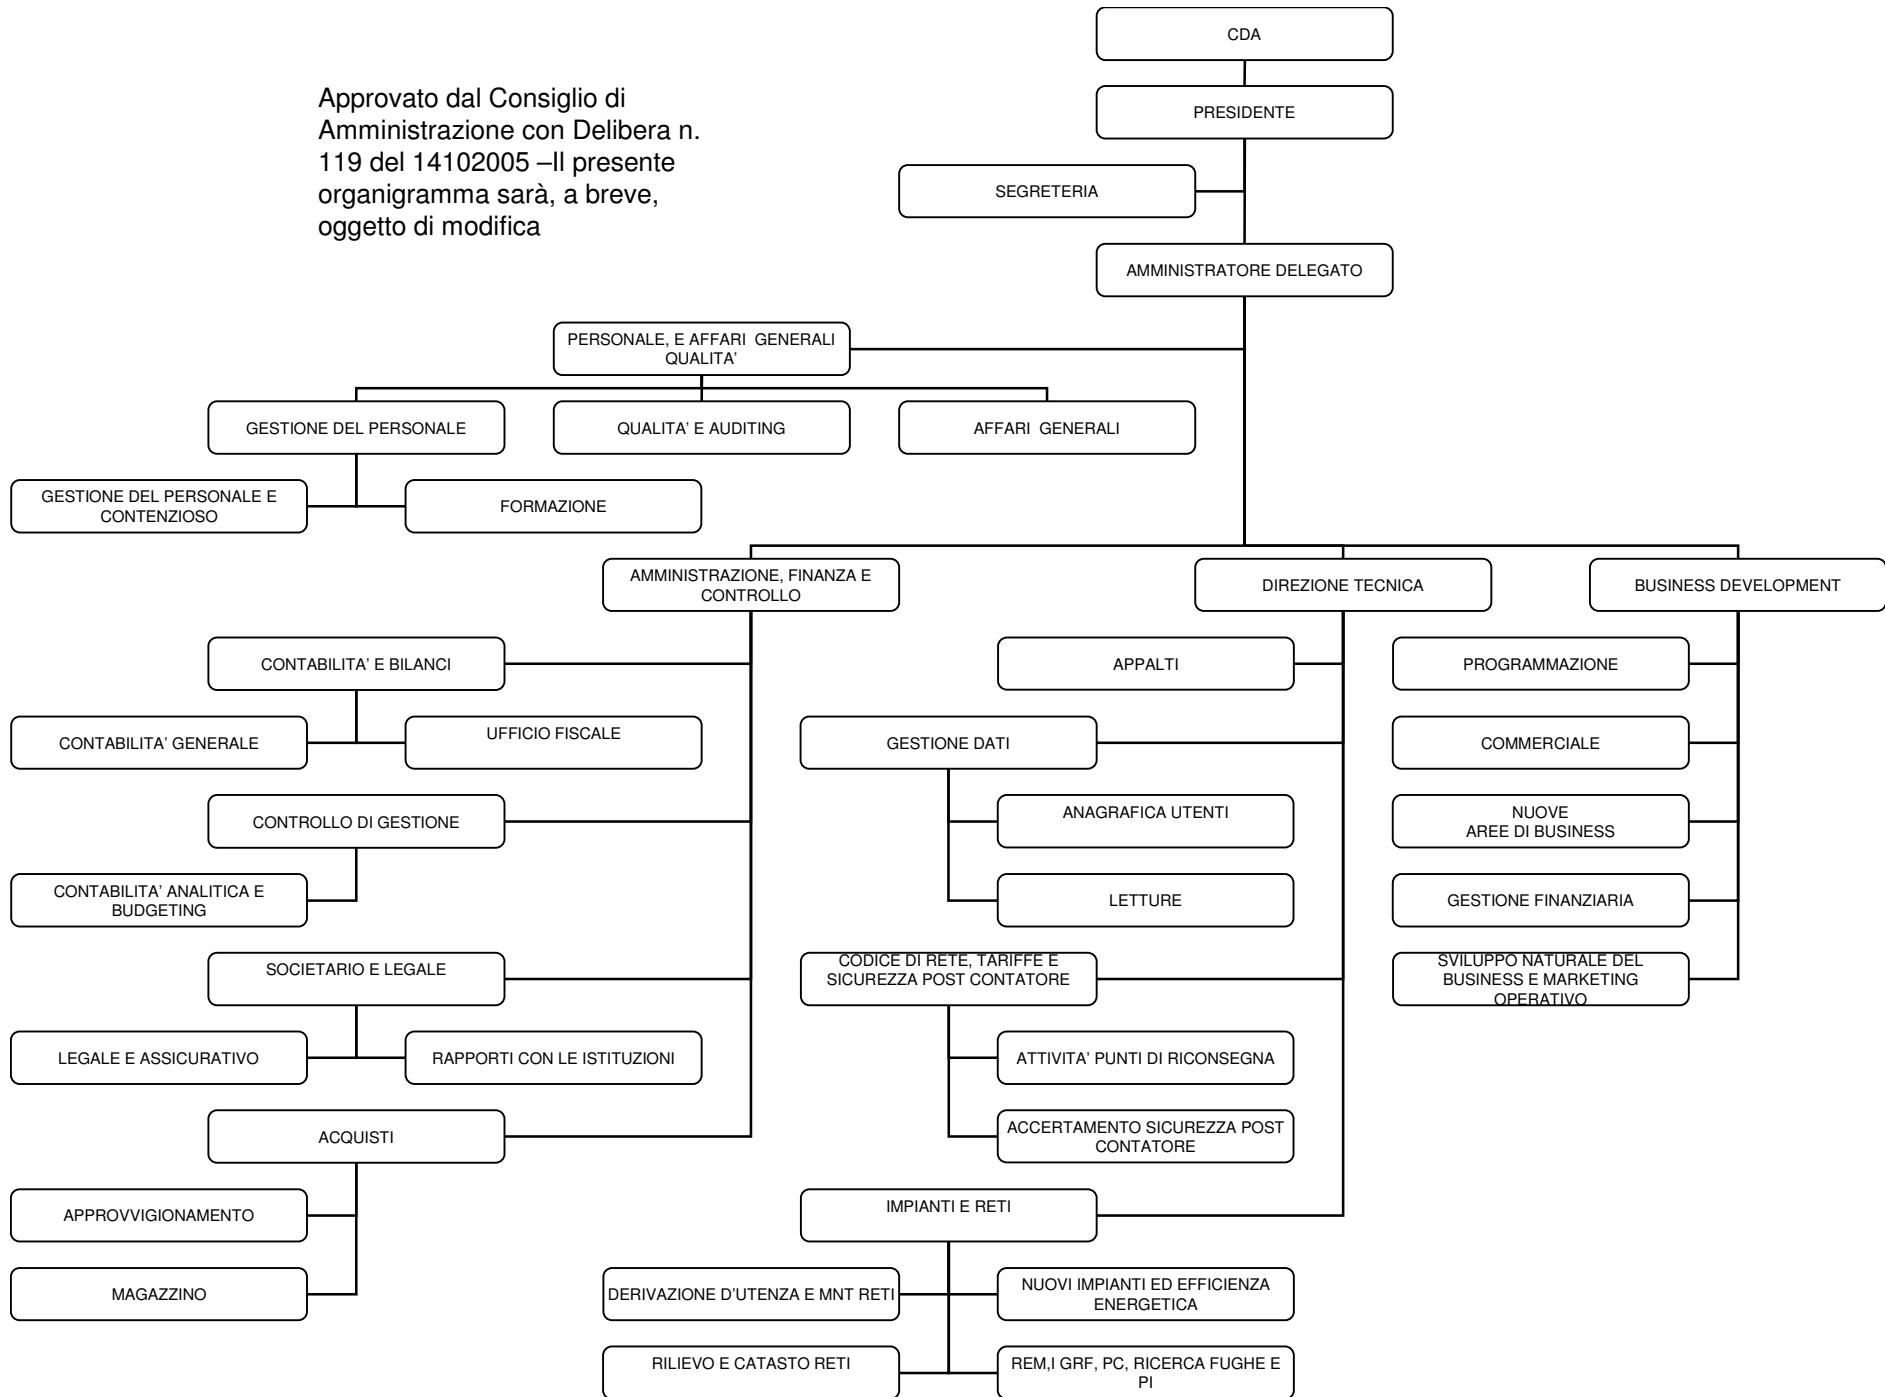 CDA
Approvato dal Consiglio di
Amministrazione con Delibera n.
119 del 14102005 –Il presente
organigramma sarà, a breve,
oggetto di modifica
PRESIDENTE
SEGRETERIA
AMMINISTRATORE DELEGATO
PERSONALE, E AFFARI GENERALI
QUALITA’
GESTIONE DEL PERSONALE
QUALITA’ E AUDITING
AFFARI GENERALI
GESTIONE DEL PERSONALE E
CONTENZIOSO
FORMAZIONE
AMMINISTRAZIONE, FINANZA E
CONTROLLO
DIREZIONE TECNICA
BUSINESS DEVELOPMENT
CONTABILITA’ E BILANCI
CONTABILITA’ GENERALE
UFFICIO FISCALE
CONTROLLO DI GESTIONE
CONTABILITA’ ANALITICA E
BUDGETING
SOCIETARIO E LEGALE
LEGALE E ASSICURATIVO
RAPPORTI CON LE ISTITUZIONI
ACQUISTI
APPROVVIGIONAMENTO
MAGAZZINO
APPALTI
GESTIONE DATI
ANAGRAFICA UTENTI
LETTURE
CODICE DI RETE, TARIFFE E
SICUREZZA POST CONTATORE
ATTIVITA’ PUNTI DI RICONSEGNA
ACCERTAMENTO SICUREZZA POST
CONTATORE
IMPIANTI E RETI
DERIVAZIONE D’UTENZA E MNT RETI
NUOVI IMPIANTI ED EFFICIENZA
ENERGETICA
RILIEVO E CATASTO RETI
REM,I GRF, PC, RICERCA FUGHE E
PI
PROGRAMMAZIONE
COMMERCIALE
NUOVE
AREE DI BUSINESS
GESTIONE FINANZIARIA
SVILUPPO NATURALE DEL
BUSINESS E MARKETING
OPERATIVO